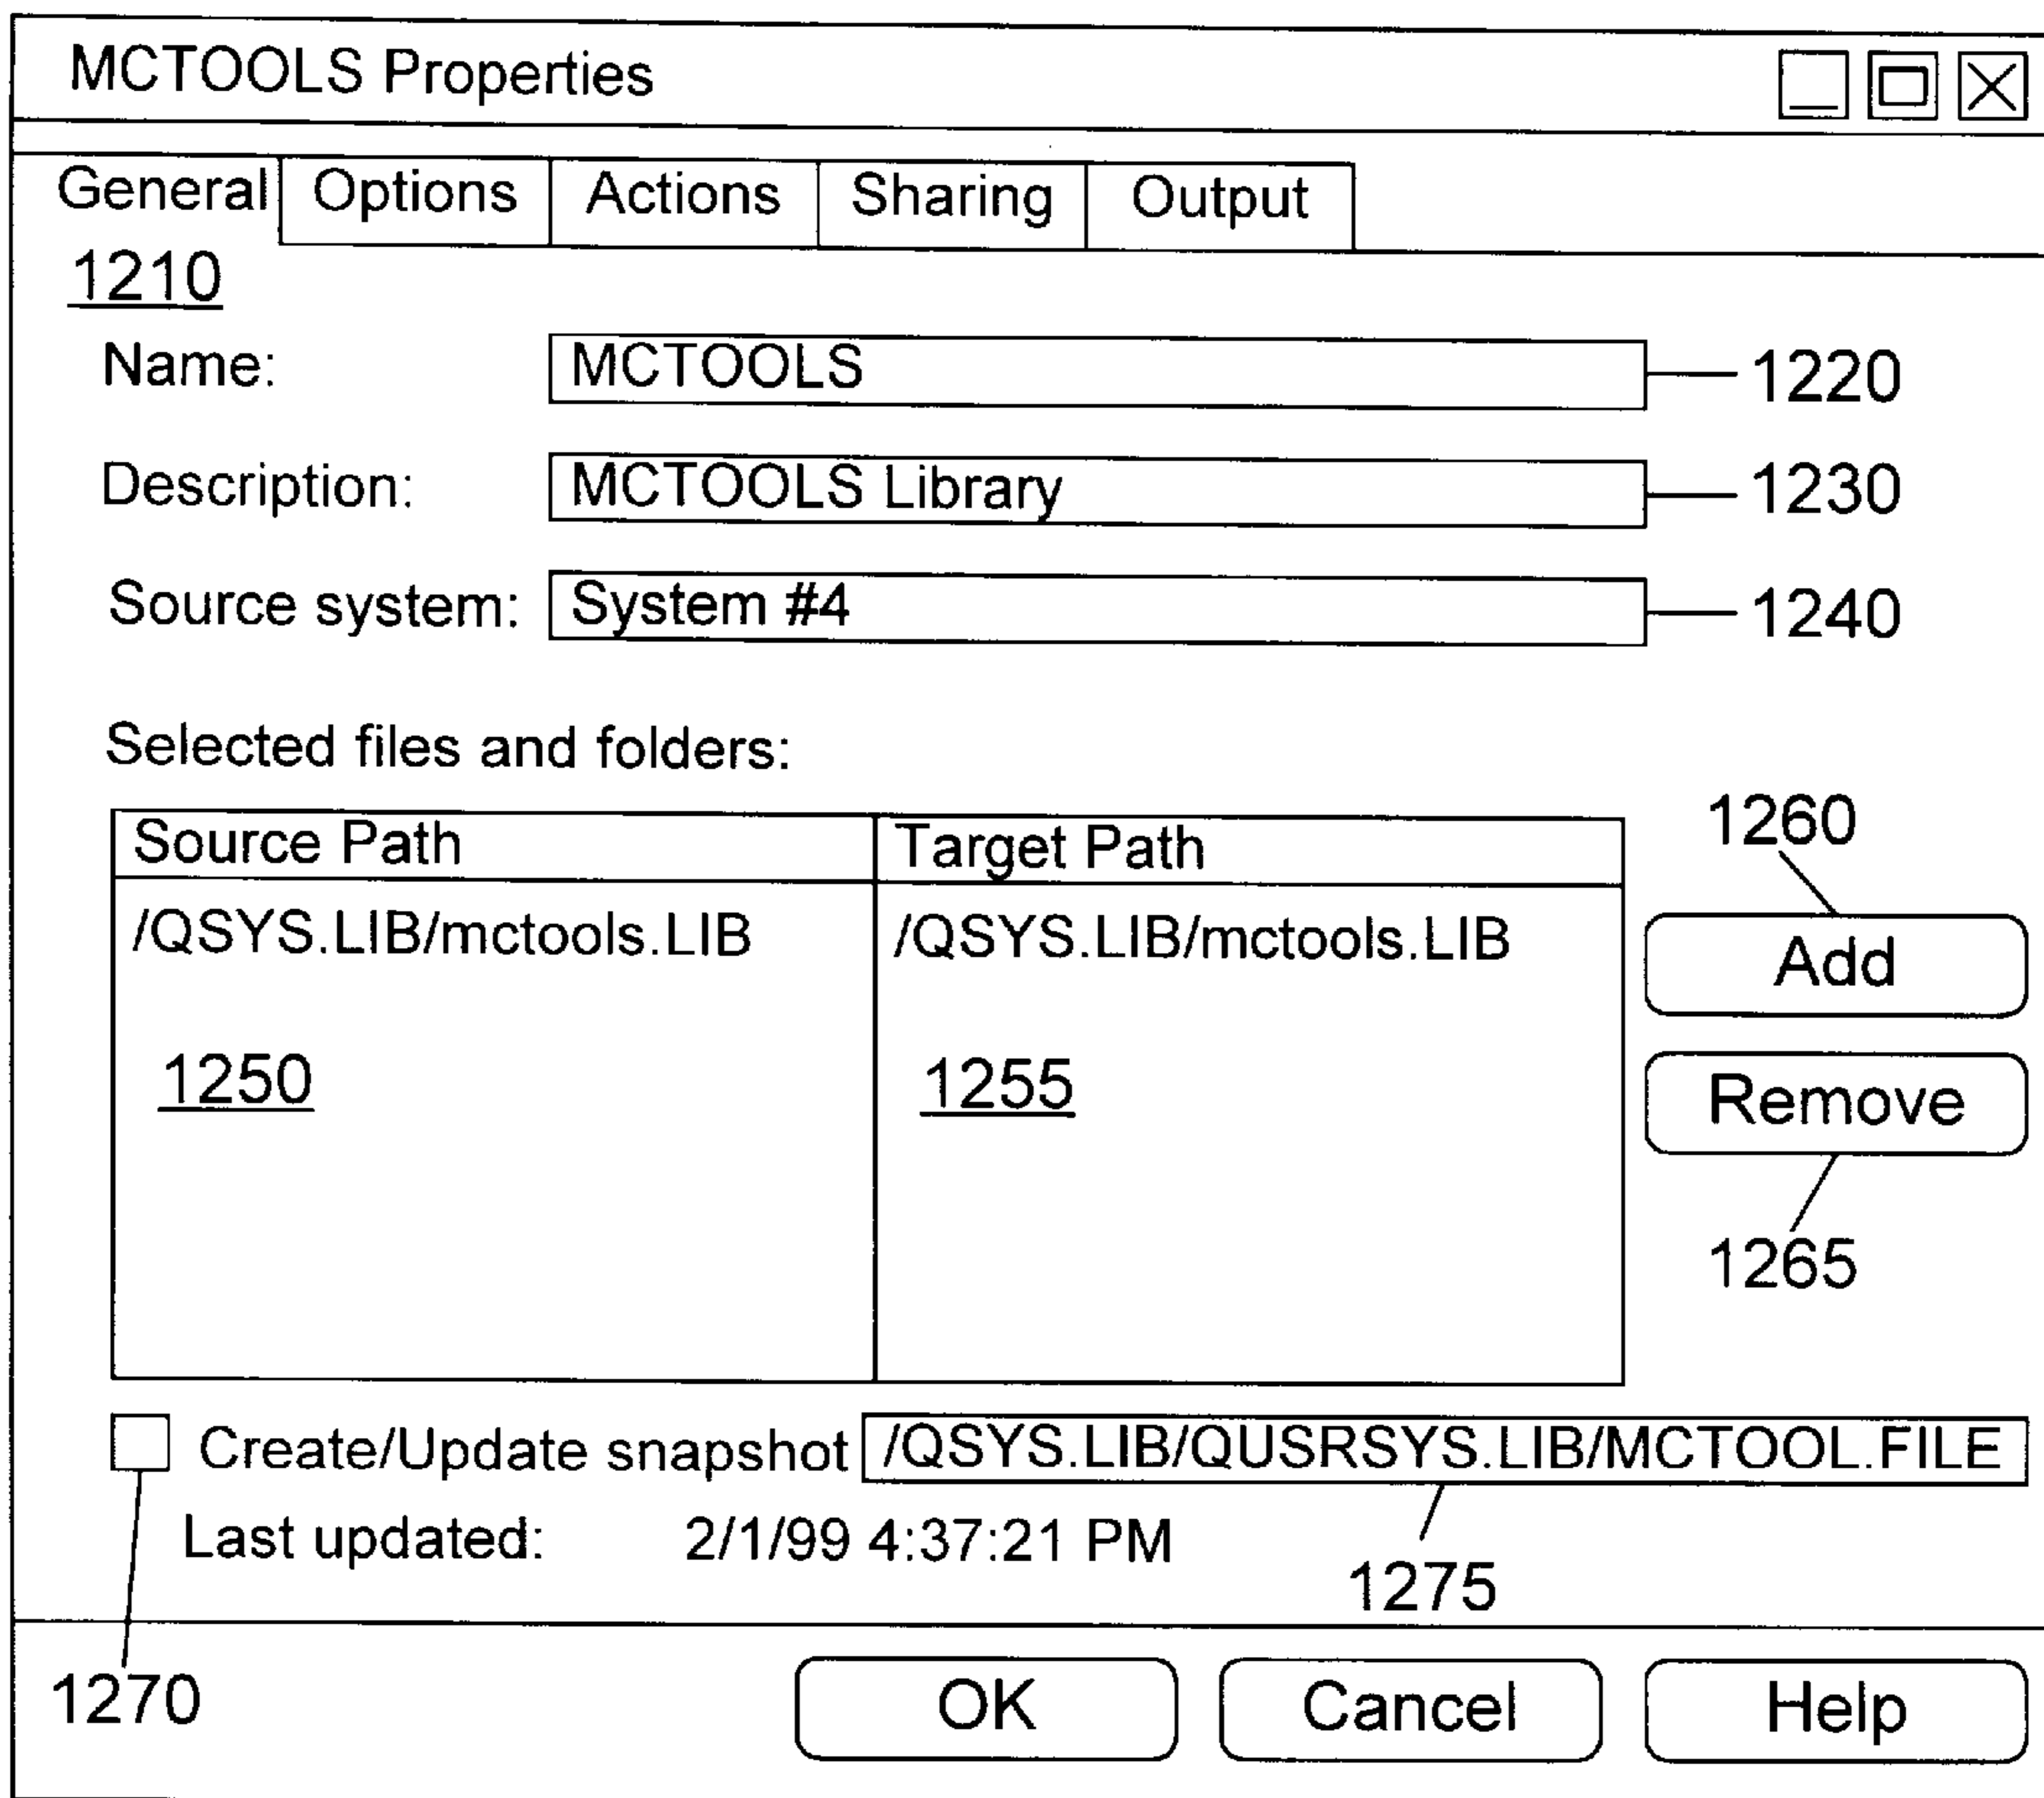 MCTOOLS Properties
General Options Actions Sharing Output
1210
Name: MCTOOLS 1220
Description: MCTOOLS Library 1230
Source system: System #4 1240
Selected files and folders:
Source Path Target Path 1260
/QSYS.LIB/mctools.LIB /QSYS.LIB/mctools.LIB Add
1250 1255 Remove
1265
Create/Update snapshot /QSYS.LIB/QUSRSYS.LIB/MCTOOL.FILE
Last updated: 2/1/99 4:37:21 PM 1275
1270 OK Cancel Help